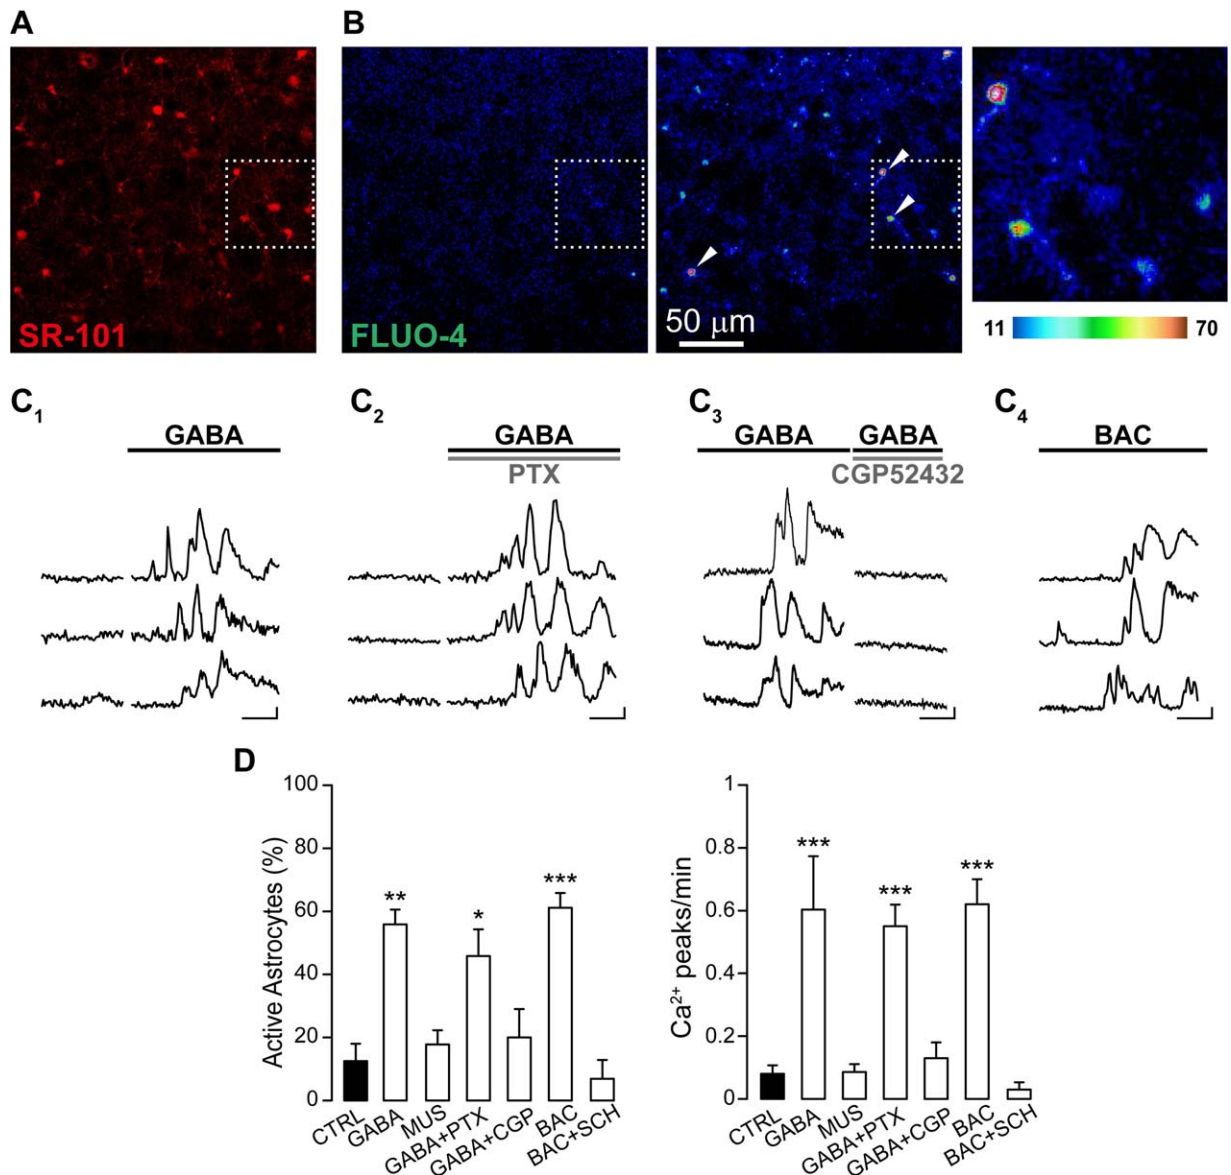 A
B
SR-101
FLUO-4
50 μm
11
70
C1
C2
C3
C4
GABA
GABA
PTX
GABA
GABA
CGP52432
BAC
D
Active Astrocytes (%)
100
80
60
40
20
0
**
*
***
CTRL
GABA
MUS
GABA+PTX
GABA+CGP
BAC
BAC+SCH
Ca2+ peaks/min
1
0.8
0.6
0.4
0.2
0
***
***
***
CTRL
GABA
MUS
GABA+PTX
GABA+CGP
BAC
BAC+SCH